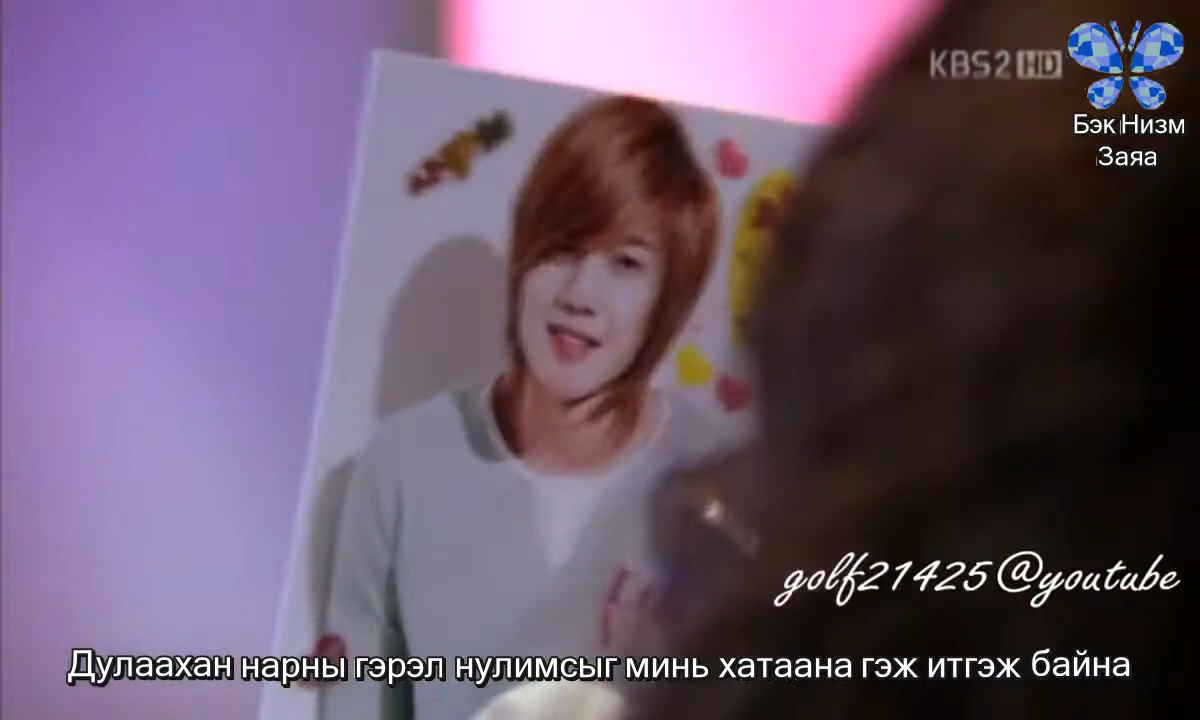 KBS2 HD
Бэк Низм
Заяа
golf21425@youtube
Дулаахан нарны гэрэл нулимсыг минь хатаана гэж итгэж байна